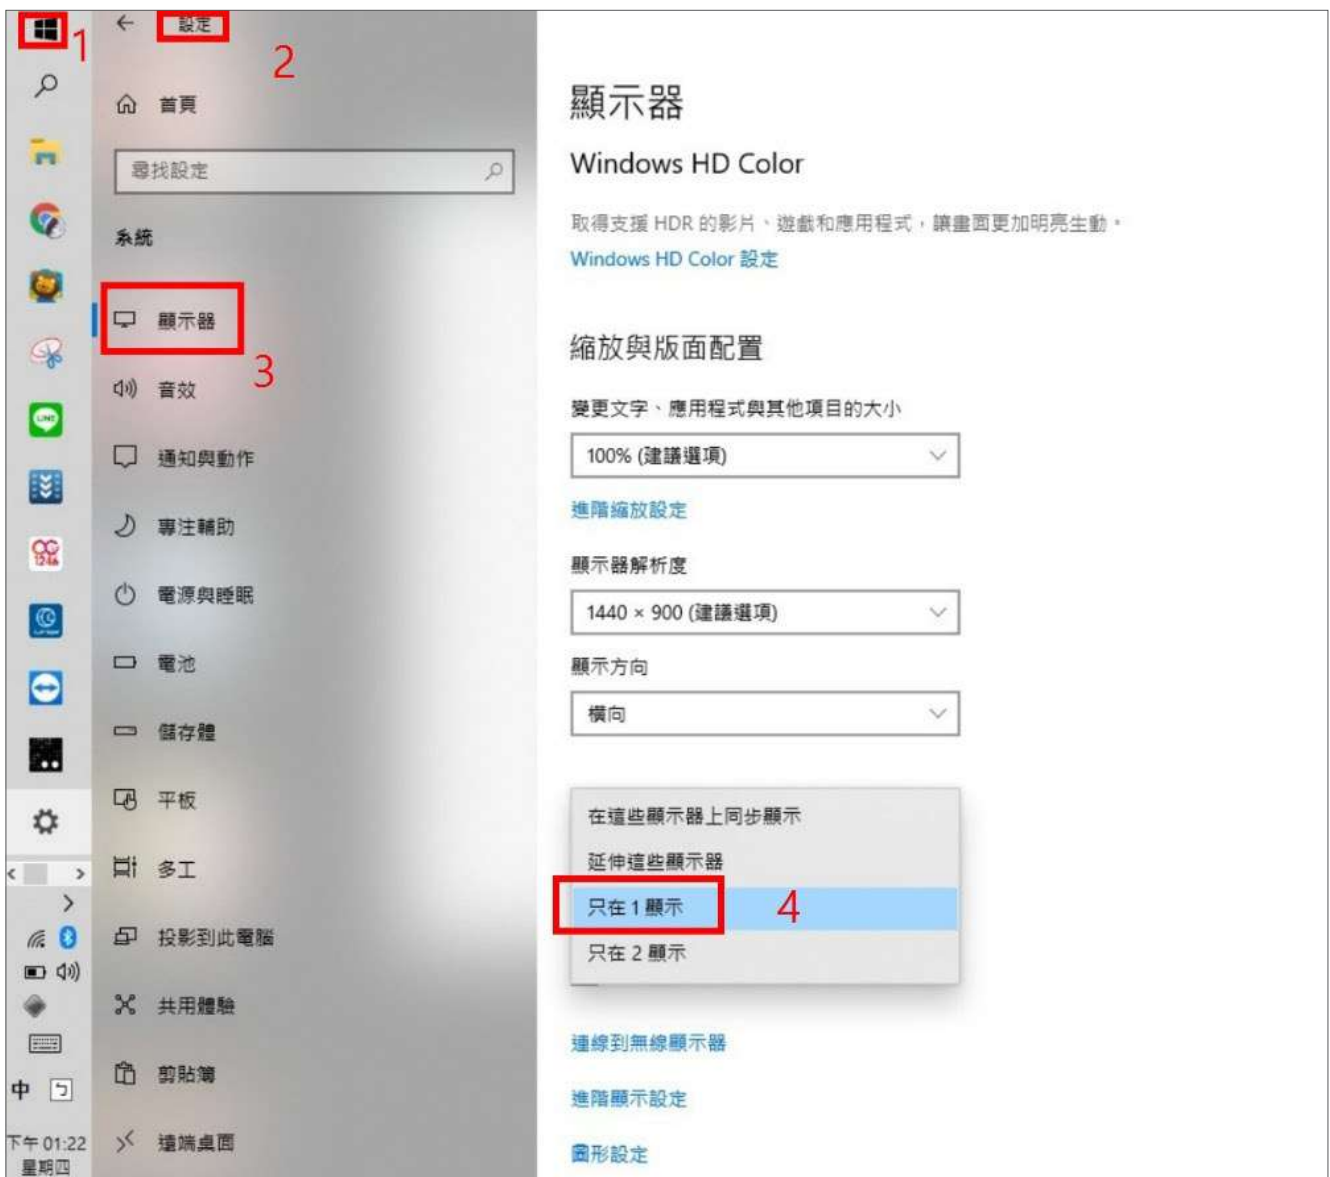 1
設定
2
首頁
尋找設定
系統
顯示器
3
音效
通知與動作
專注輔助
電源與睡眠
電池
儲存體
平板
多工
投影到此電腦
共用體驗
剪貼簿
遠端桌面
LINE
中 ㄅ
下午 01:22
星期四
顯示器
Windows HD Color
取得支援 HDR 的影片、遊戲和應用程式，讓畫面更加明亮生動。
Windows HD Color 設定
縮放與版面配置
變更文字、應用程式與其他項目的大小
100% (建議選項)
進階縮放設定
顯示器解析度
1440 × 900 (建議選項)
顯示方向
橫向
在這些顯示器上同步顯示
延伸這些顯示器
只在 1 顯示 4
只在 2 顯示
連線到無線顯示器
進階顯示設定
圖形設定